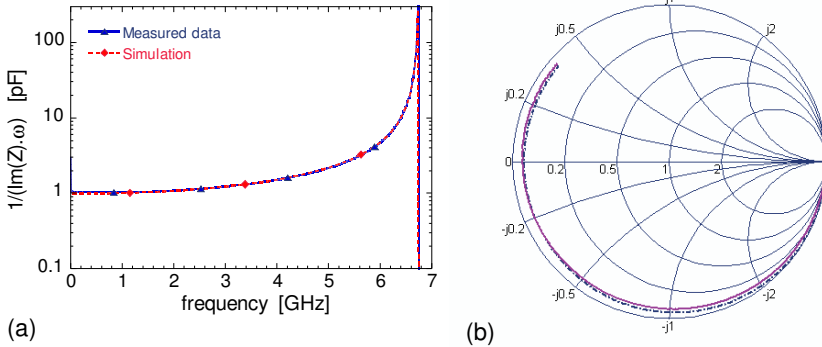 Measured data
Simulation
1/(Im(Z).ω) [pF]
100
10
1
0.1
0 1 2 3 4 5 6 7
frequency [GHz]
(a)
j1
j0.5
j2
j0.2
0
0.2
0.5
1
2
-j0.2
-j0.5
-j2
-j1
(b)